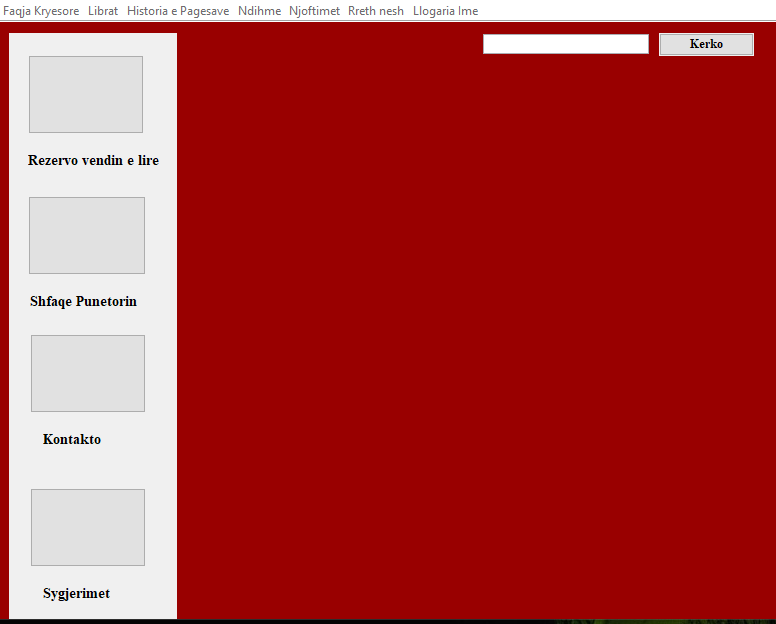 Faqja Kryesore Librat Historia e Pagesave Ndihme Njoftimet Rreth nesh Llogaria Ime
Kerko
Rezervo vendin e lire
Shfaqe Punetorin
Kontakto
Sygjerimet